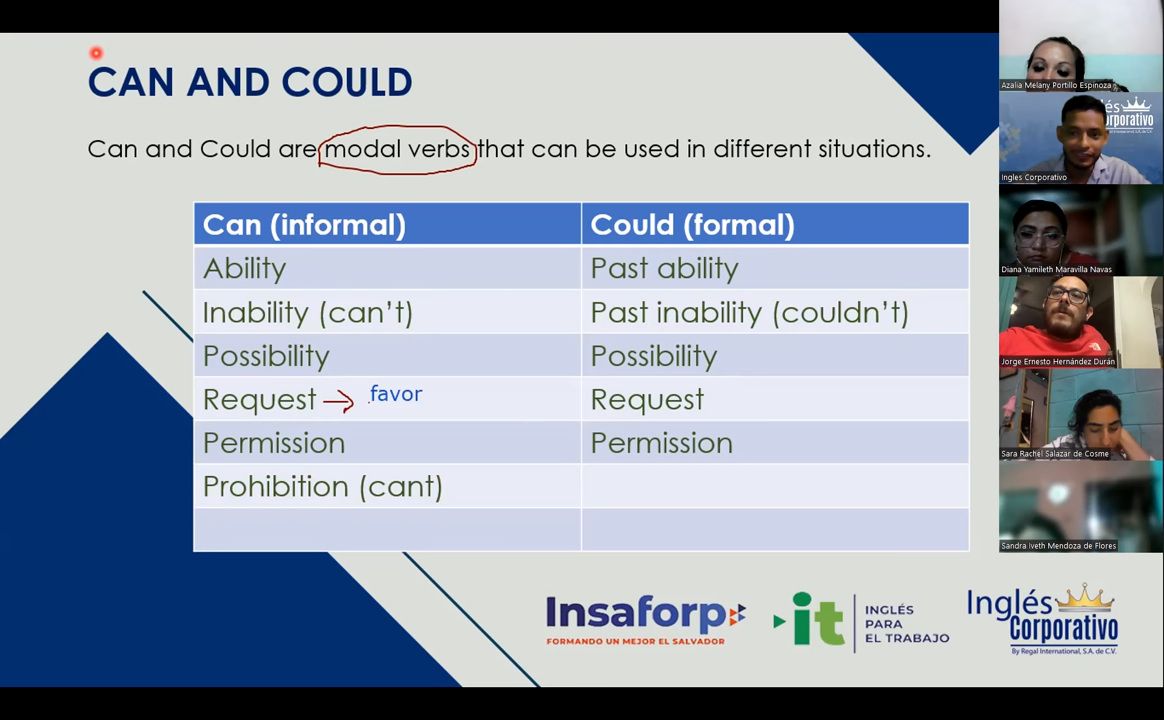 CAN AND COULD
Can and Could are modal verbs that can be used in different situations.
Can (informal) Could (formal)
Ability Past ability
Inability (can't) Past inability (couldn't)
Possibility Possibility
Request favor Request
Permission Permission
Prohibition (cant)
Insaforp
FORMANDO UN MEJOR EL SALVADOR
it
INGLÉS
PARA
EL TRABAJO
Inglés
Corporativo
By Regal International, S.A. de C.V.
Azalia Melany Portillo Espinoza
és
rporativo
Ingles Corporativo
Diana Yamileth Maravilla Navas
Jorge Ernesto Hernández Durán
Sara Rachel Salazar de Cosme
Sandra Iveth Mendoza de Flores